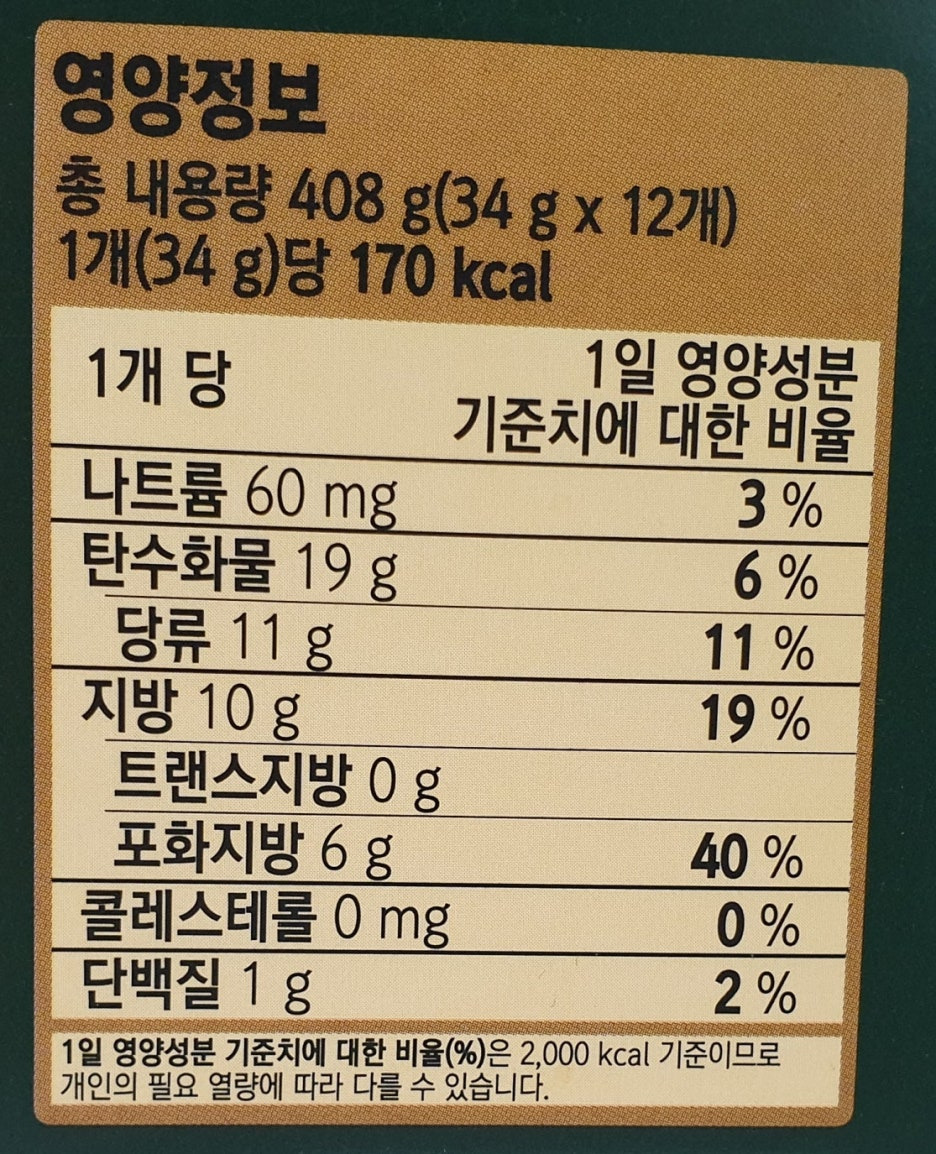 영양정보
총 내용량 408 g(34 g x 12개)
1개(34 g)당 170 kcal
1개 당
1일 영양성분
기준치에 대한 비율
나트륨 60 mg 3 %
탄수화물 19 g 6 %
당류 11 g 11 %
지방 10 g 19 %
트랜스지방 0 g
포화지방 6 g 40 %
콜레스테롤 0 mg 0 %
단백질 1 g 2 %
1일 영양성분 기준치에 대한 비율(%)은 2,000 kcal 기준이므로
개인의 필요 열량에 따라 다를 수 있습니다.